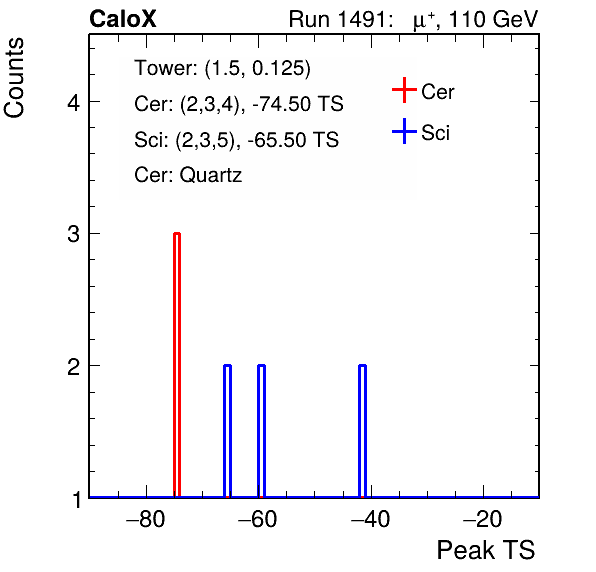 CaloX Run 1491: μ⁺, 110 GeV
Counts
Tower: (1.5, 0.125)
Cer: (2,3,4), -74.50 TS
Sci: (2,3,5), -65.50 TS
Cer: Quartz
Cer
Sci
4
3
2
1
−80 −60 −40 −20
Peak TS